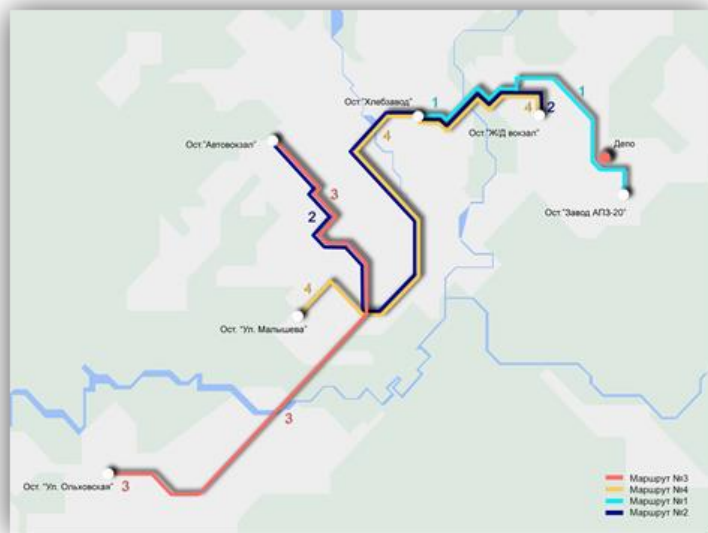 1
Ост."Хлебзавод"
1
2
4
Ост."Ж/Д вокзал"
4
Ост."Автовокзал"
Депо
3
Ост."Завод АПЗ-20"
2
4
Ост. "Ул. Малышева"
3
Ост. "Ул. Ольховская"
3
Маршрут №3
Маршрут №4
Маршрут №1
Маршрут №2